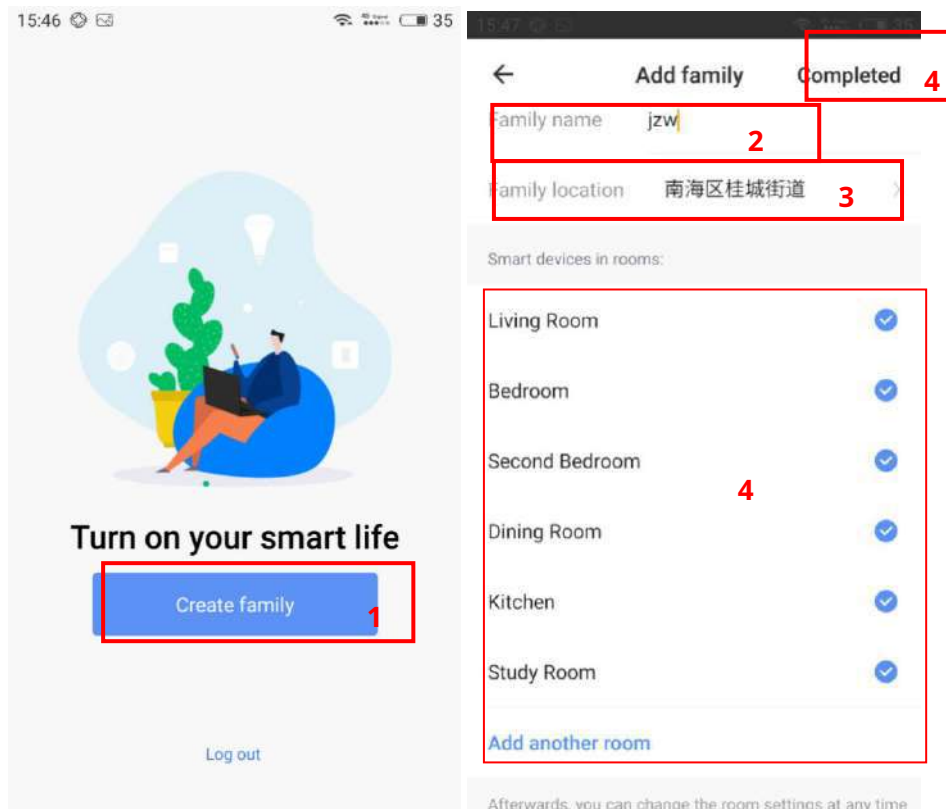 15:46
35
Turn on your smart life
Create family
1
Log out
15:47
35
Add family
Completed
4
Family name
jzw
2
Family location
南海区桂城街道
3
Smart devices in rooms:
Living Room
Bedroom
Second Bedroom
4
Dining Room
Kitchen
Study Room
Add another room
Afterwards, you can change the room settings at any time